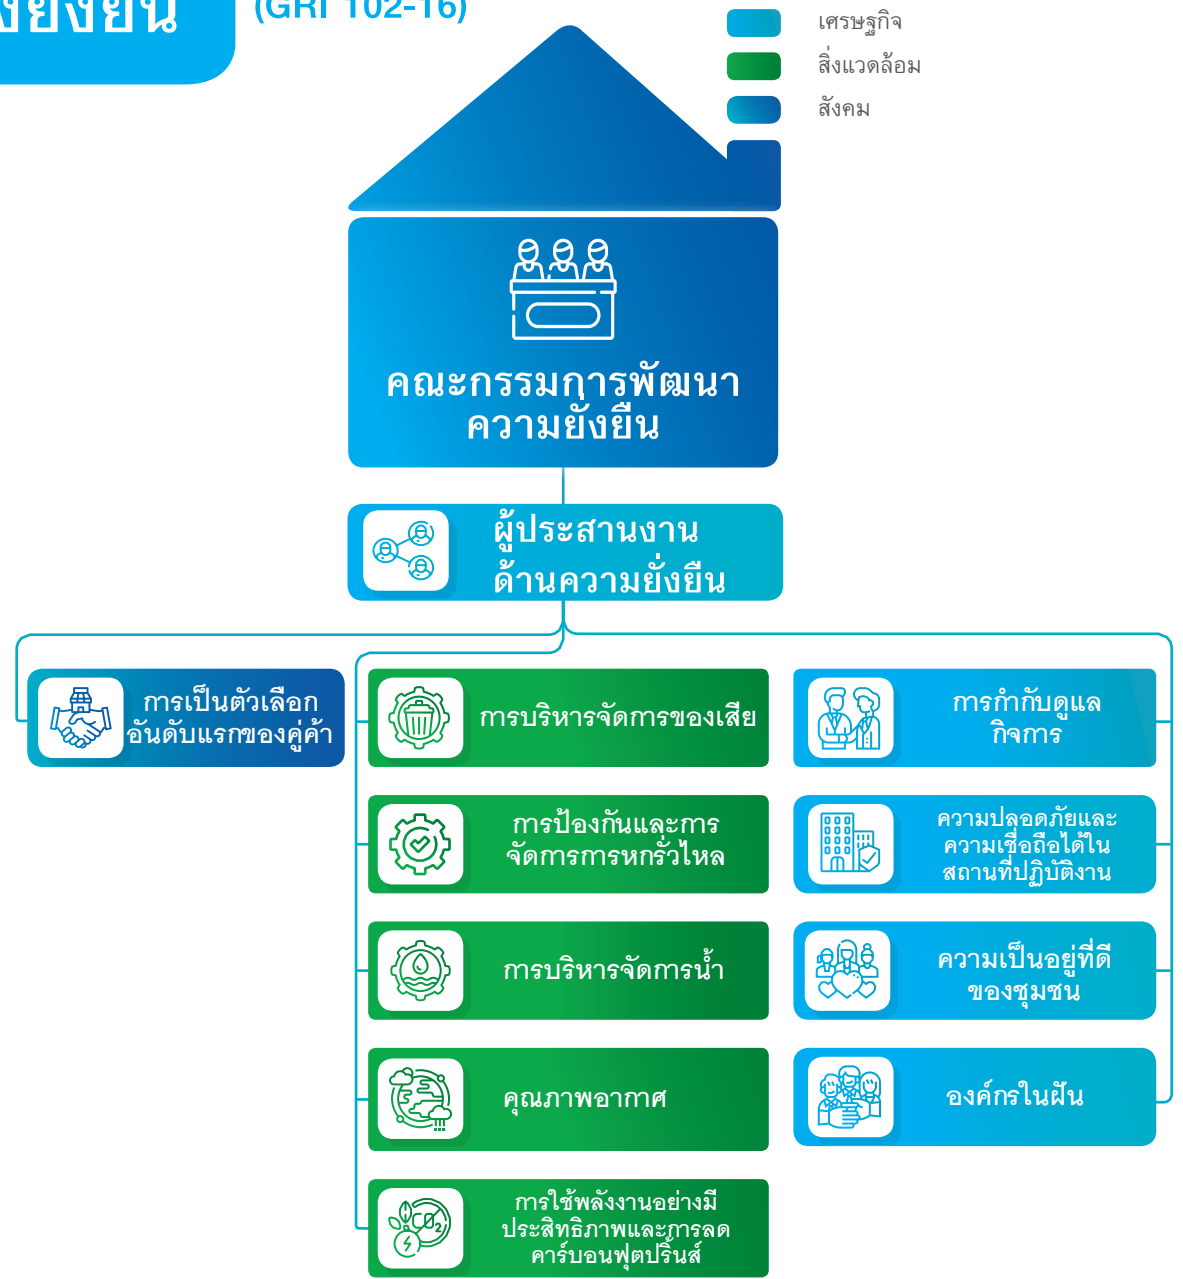 (GRI 102-16)
เศรษฐกิจ
สิ่งแวดล้อม
สังคม
คณะกรรมการพัฒนา
ความยั่งยืน
ผู้ประสานงาน
ด้านความยั่งยืน
การเป็นตัวเลือก
อันดับแรกของคู่ค้า
การบริหารจัดการของเสีย
การป้องกันและการ
จัดการการหกรั่วไหล
การบริหารจัดการน้ำ
คุณภาพอากาศ
การใช้พลังงานอย่างมี
ประสิทธิภาพและการลด
คาร์บอนฟุตปริ้นส์
CO2
การกำกับดูแล
กิจการ
ความปลอดภัยและ
ความเชื่อถือได้ใน
สถานที่ปฏิบัติงาน
ความเป็นอยู่ที่ดี
ของชุมชน
องค์กรในฝัน